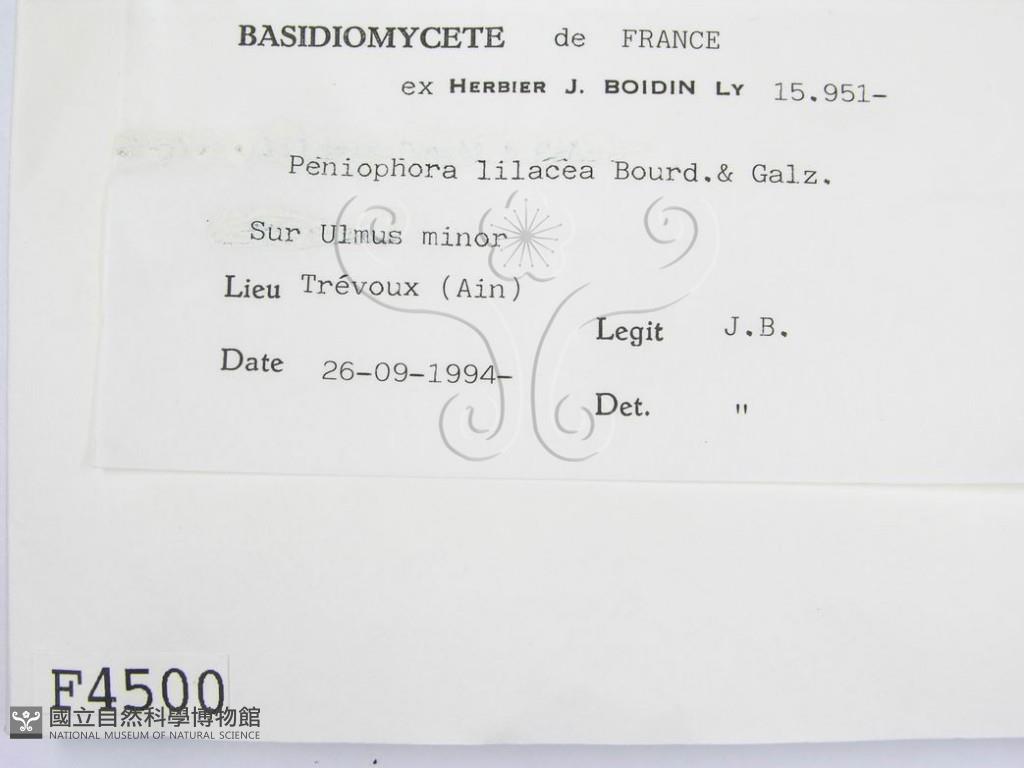 BASIDIOMYCETE de FRANCE
ex HERBIER J. BOIDIN LY 15.951-
Peniophora lilacea Bourd.& Galz.
Sur Ulmus minor
Lieu Trévoux (Ain)
Legit J.B.
Date 26-09-1994-
Det. "
F4500
國立自然科學博物館
NATIONAL MUSEUM OF NATURAL SCIENCE